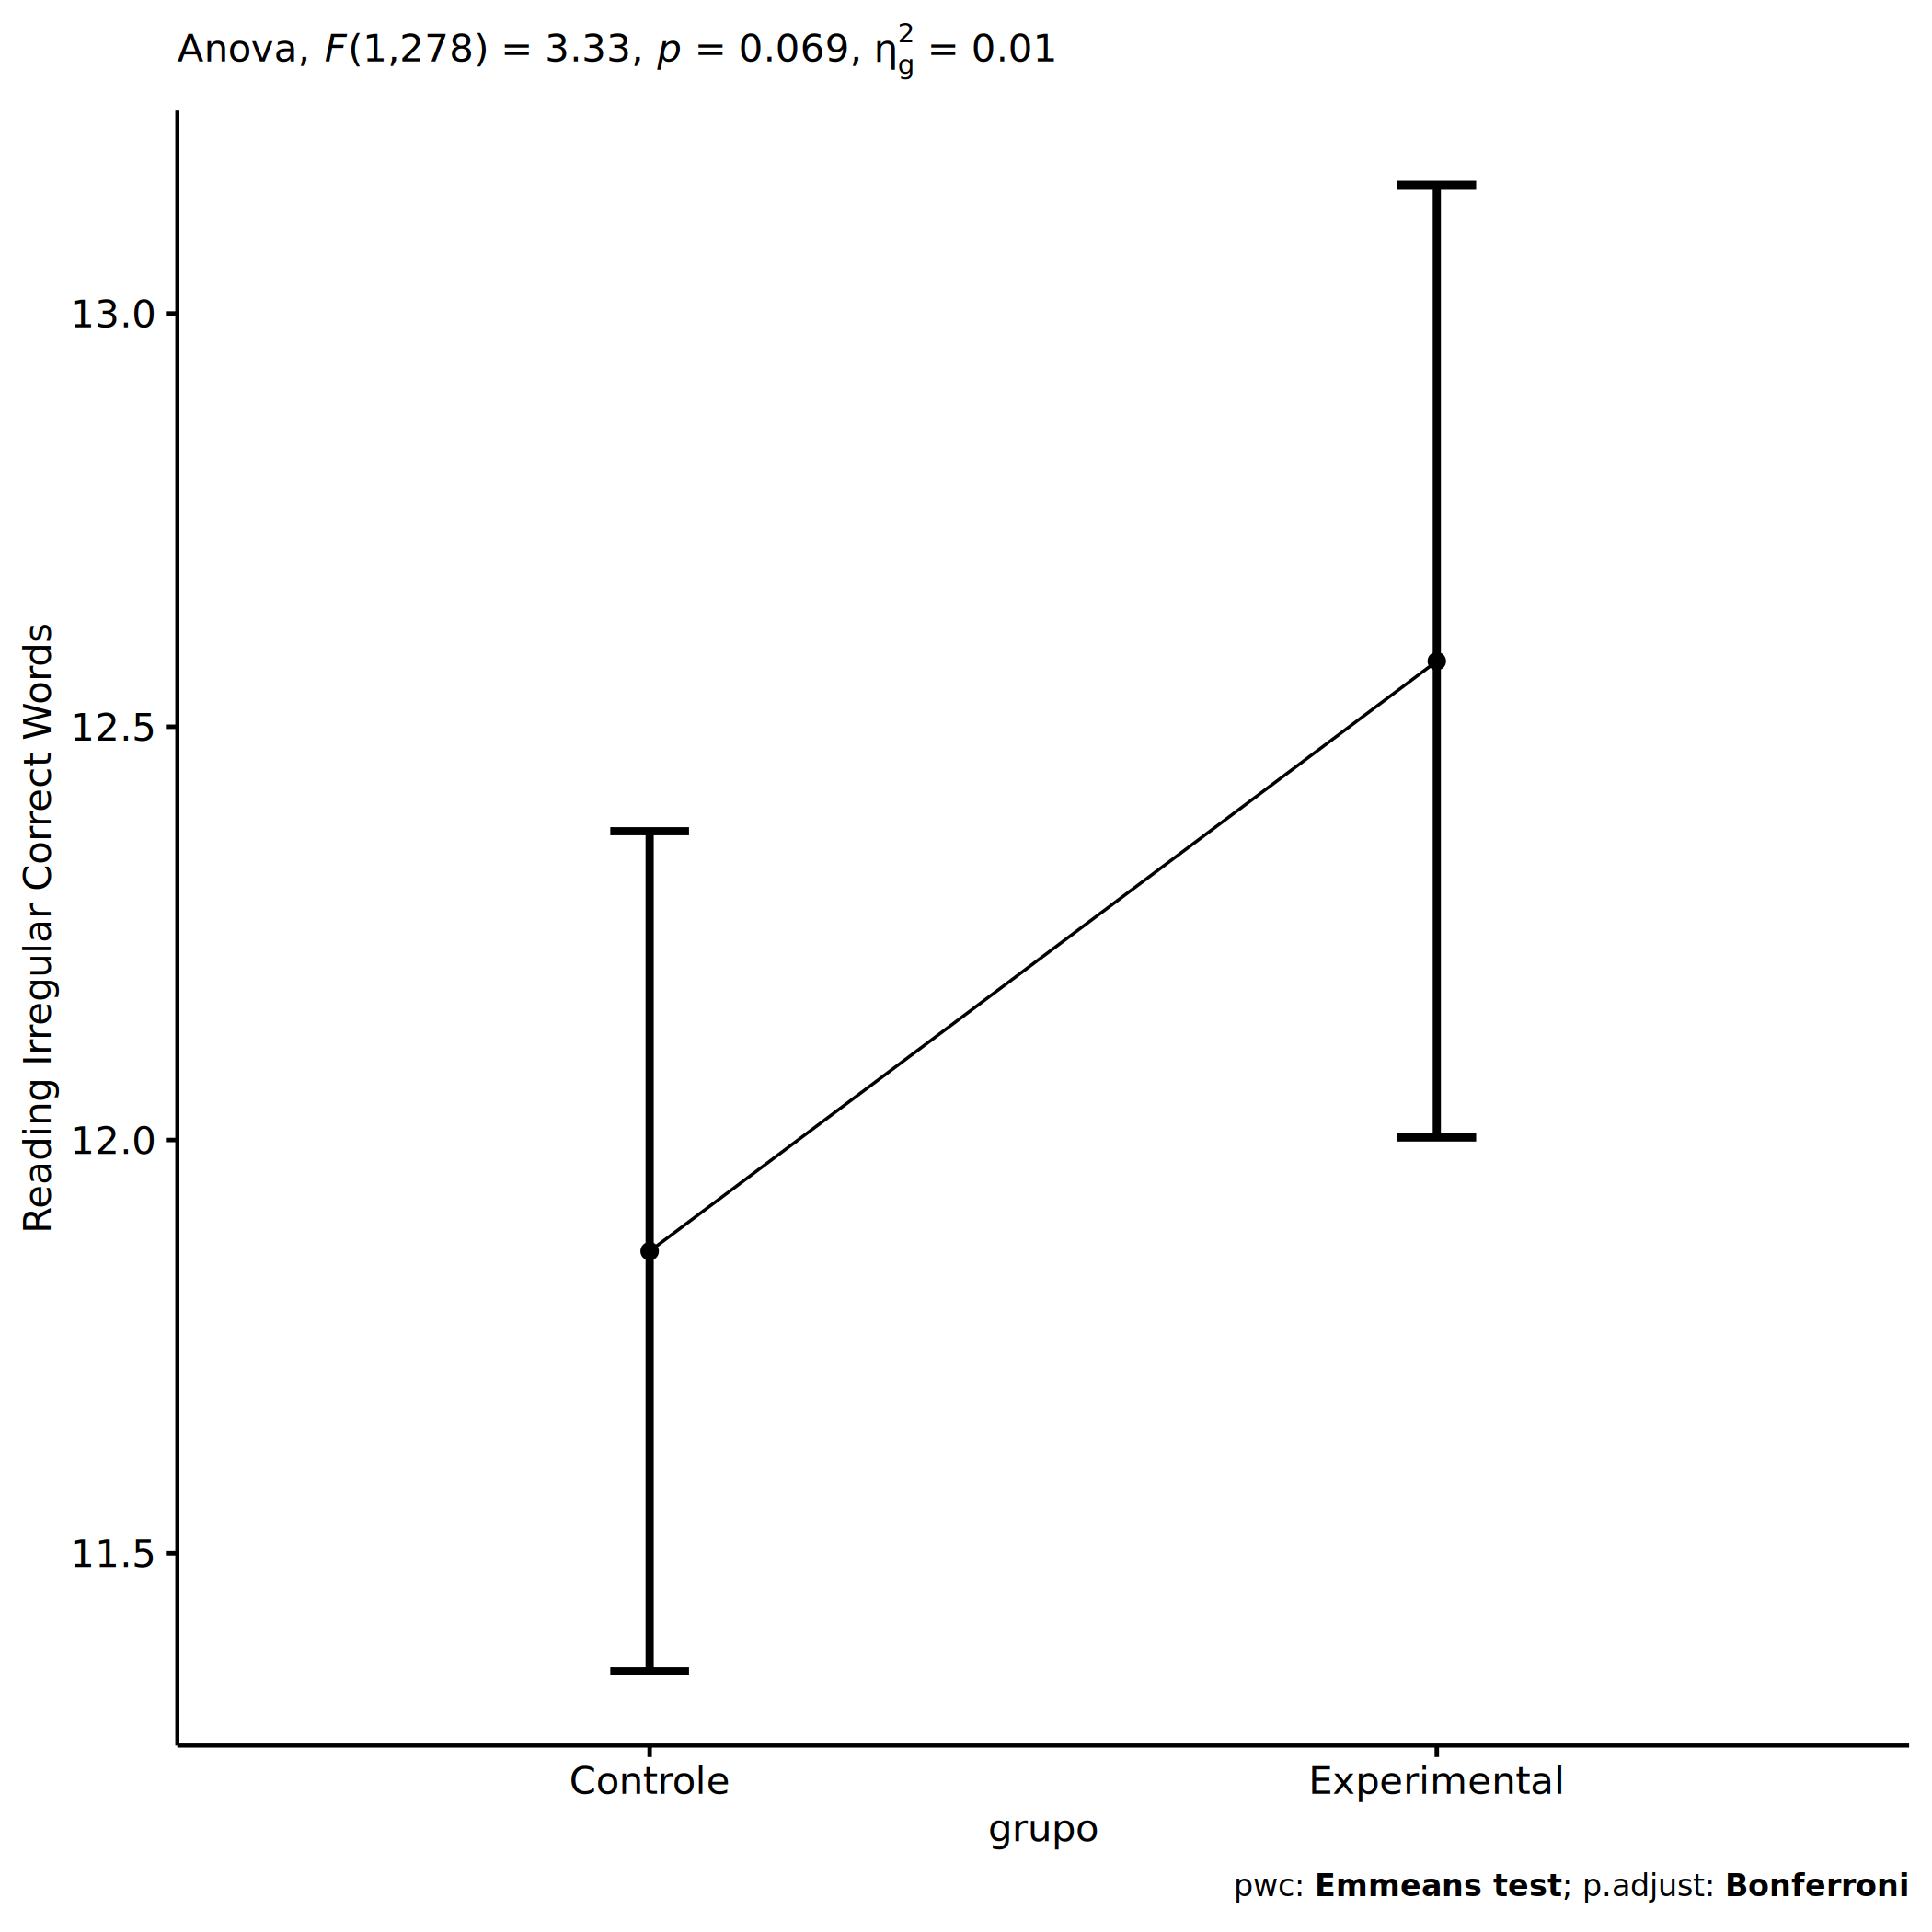 Anova, F(1,278) = 3.33, p = 0.069, η²g = 0.01
Reading Irregular Correct Words
13.0
12.5
12.0
11.5
Controle
Experimental
grupo
pwc: Emmeans test; p.adjust: Bonferroni